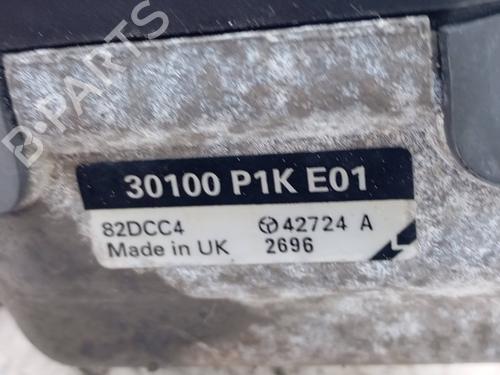 30100 P1K E01
82DCC4 42724 A
Made in UK 2696
L
B-PARTS